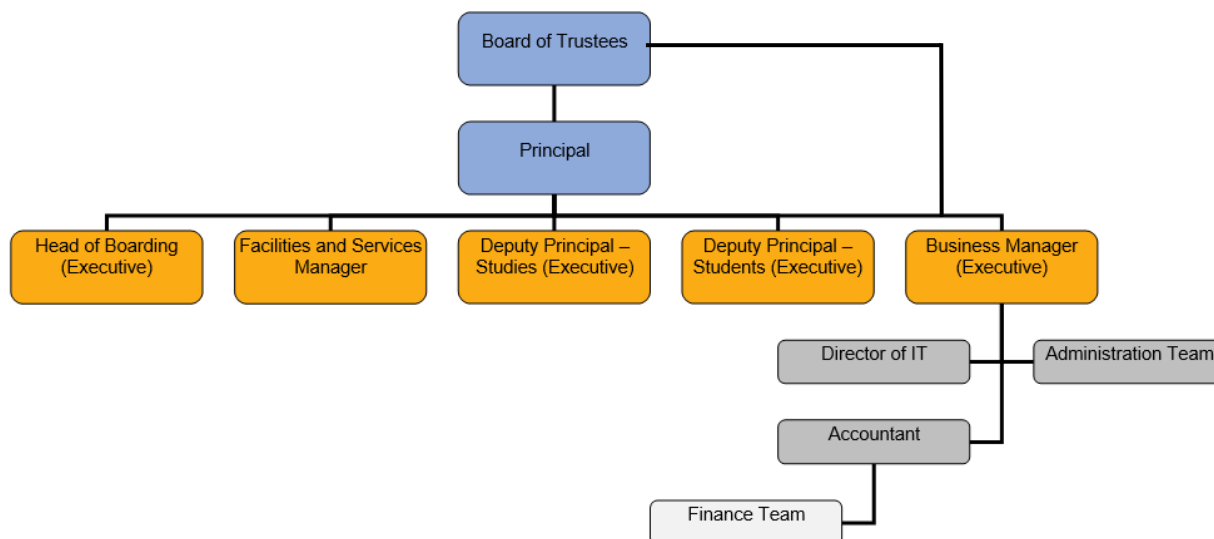 Board of Trustees
Principal
Head of Boarding
(Executive)
Facilities and Services
Manager
Deputy Principal –
Studies (Executive)
Deputy Principal –
Students (Executive)
Business Manager
(Executive)
Director of IT
Administration Team
Accountant
Finance Team